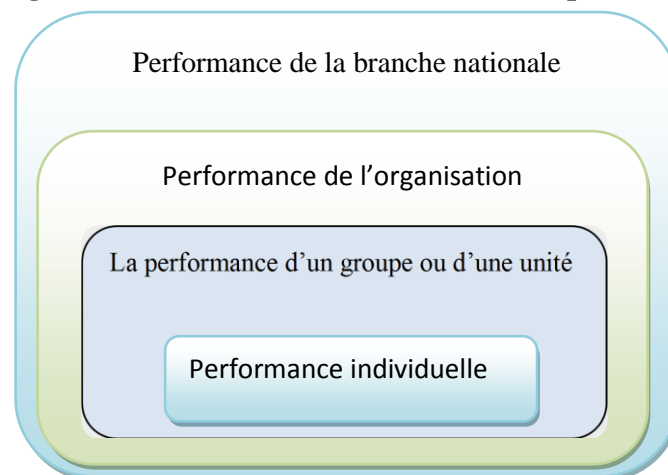 Performance de la branche nationale
Performance de l’organisation
La performance d’un groupe ou d’une unité
Performance individuelle